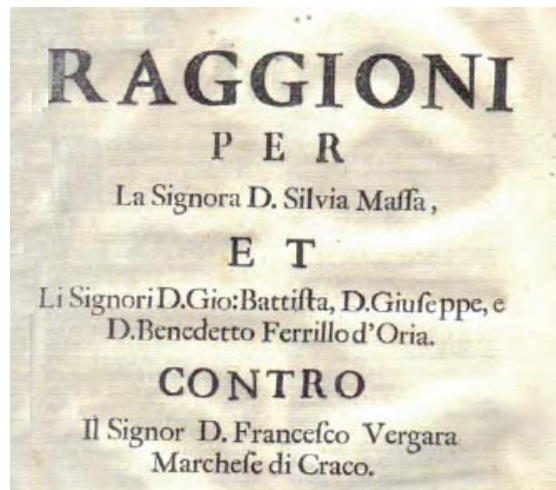 RAGGIONI
PER
La Signora D. Silvia Maſſa,
ET
Li Signori D.Gio:Battiſta, D.Giuſeppe, e
D.Benedetto Ferrillo d'Oria.
CONTRO
Il Signor D. Franceſco Vergara
Marcheſe di Craco.